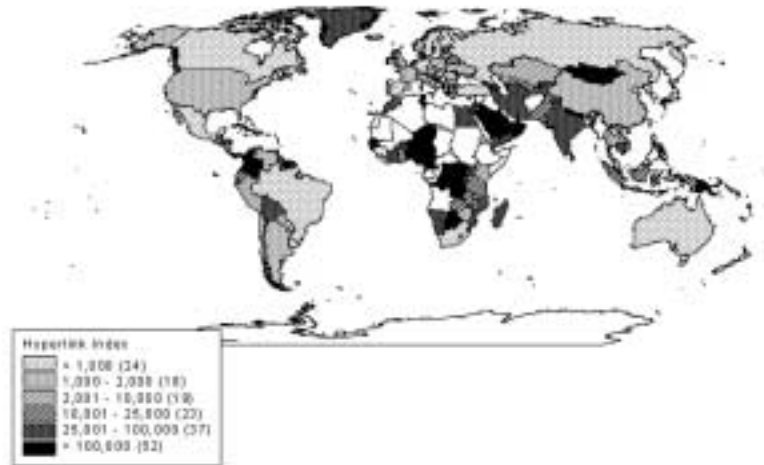 Hyperlink Index
< 1,000 (24)
1,000 - 2,000 (18)
2,001 - 10,000 (19)
10,001 - 25,000 (23)
25,001 - 100,000 (37)
> 100,000 (52)